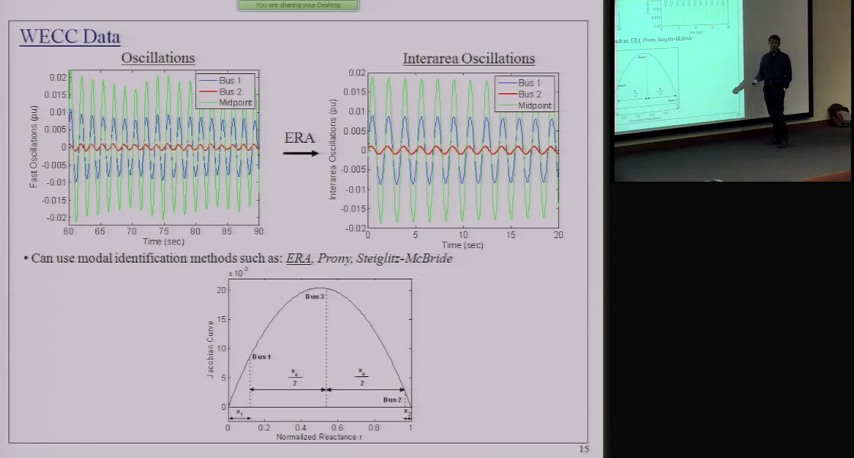 You are sharing your Desktop
WECC Data
Oscillations
Interarea Oscillations
Fast Oscillations (pu)
0.02
0.015
0.01
0.005
0
-0.005
-0.01
-0.015
-0.02
60 65 70 75 80 85 90
Time (sec)
Bus 1
Bus 2
Midpoint
ERA
Interarea Oscillations (pu)
0.02
0.015
0.01
0.005
0
-0.005
-0.01
-0.015
-0.02
0 5 10 15 20
Time (sec)
Bus 1
Bus 2
Midpoint
• Can use modal identification methods such as: ERA, Prony, Steiglitz-McBride
Jacobian Curve
20
15
10
5
0
Bus 3
Bus 1
Bus 2
0 0.2 0.4 0.6 0.8 1
Normalized Reactance r
15